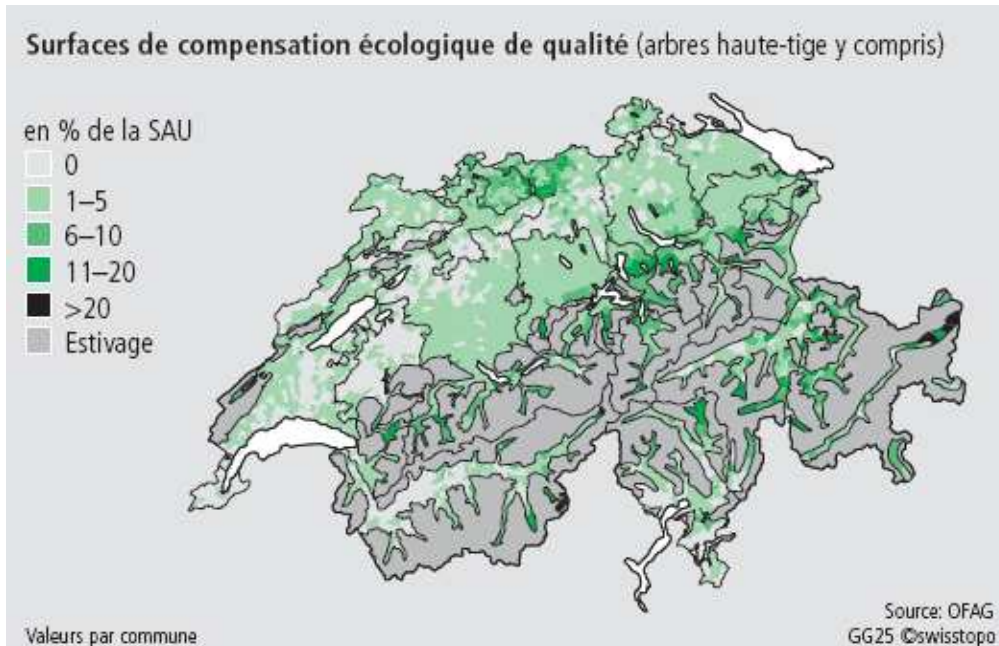 Surfaces de compensation écologique de qualité (arbres haute-tige y compris)
en % de la SAU
0
1–5
6–10
11–20
>20
Estivage
Source: OFAG
Valeurs par commune
GG25 ©swisstopo